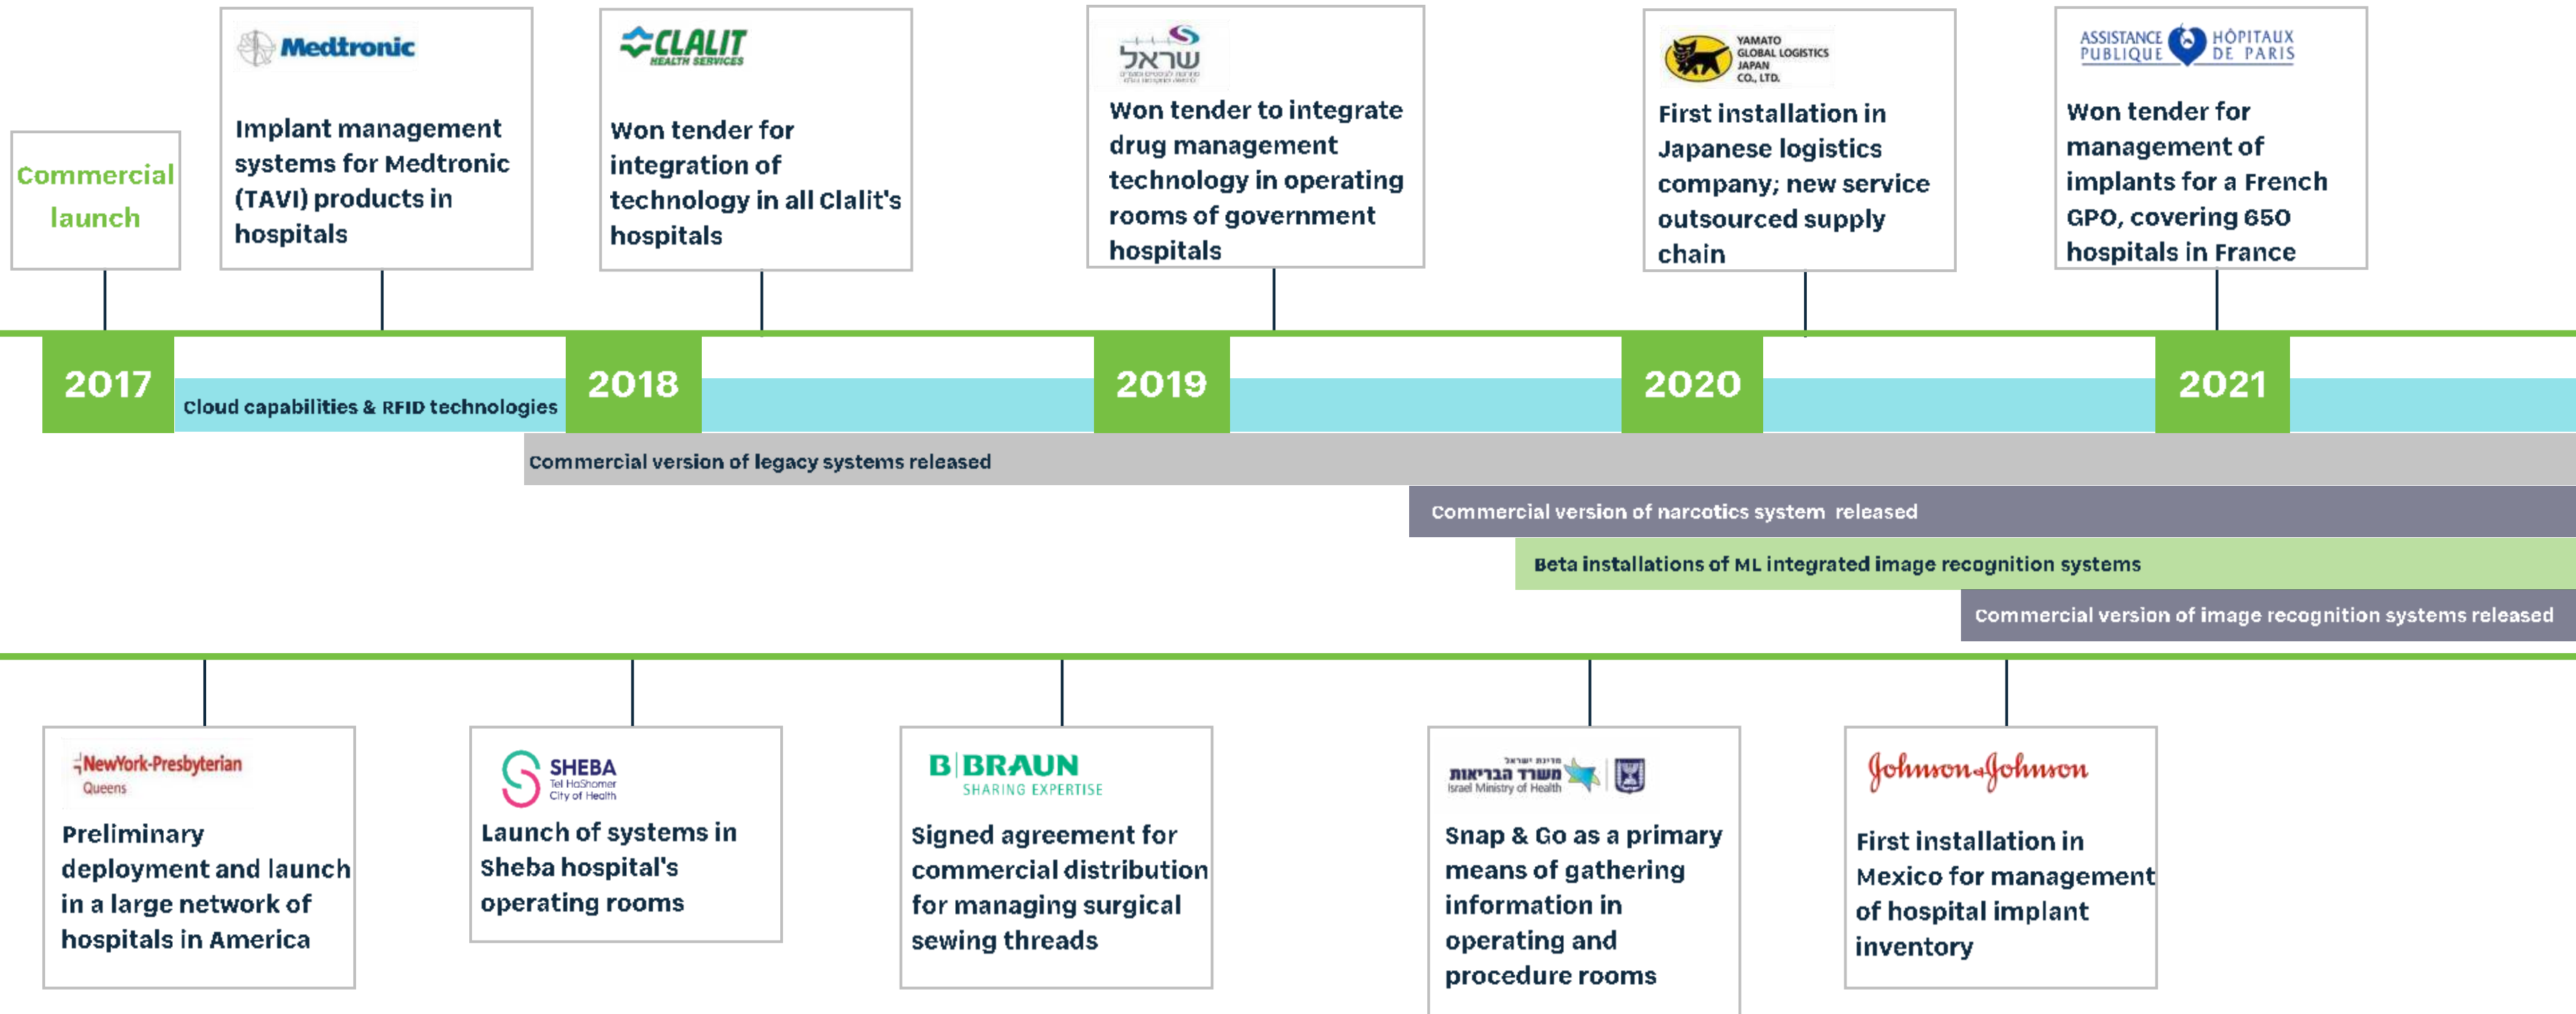 Commercial
launch
Medtronic
Implant management
systems for Medtronic
(TAVI) products in
hospitals
CLALIT
HEALTH SERVICES
Won tender for
integration of
technology in all Clalit's
hospitals
שראל
Won tender to integrate
drug management
technology in operating
rooms of government
hospitals
YAMATO
GLOBAL LOGISTICS
JAPAN
CO., LTD.
First installation in
Japanese logistics
company; new service
outsourced supply
chain
ASSISTANCE HÔPITAUX
PUBLIQUE DE PARIS
Won tender for
management of
implants for a French
GPO, covering 650
hospitals in France
2017
2018
2019
2020
2021
Cloud capabilities & RFID technologies
Commercial version of legacy systems released
Commercial version of narcotics system released
Beta installations of ML integrated image recognition systems
Commercial version of image recognition systems released
NewYork-Presbyterian
Queens
Preliminary
deployment and launch
in a large network of
hospitals in America
SHEBA
Tel HaShomer
City of Health
Launch of systems in
Sheba hospital's
operating rooms
B|BRAUN
SHARING EXPERTISE
Signed agreement for
commercial distribution
for managing surgical
sewing threads
מדינת ישראל
משרד הבריאות
Israel Ministry of Health
Snap & Go as a primary
means of gathering
information in
operating and
procedure rooms
Johnson&Johnson
First installation in
Mexico for management
of hospital implant
inventory